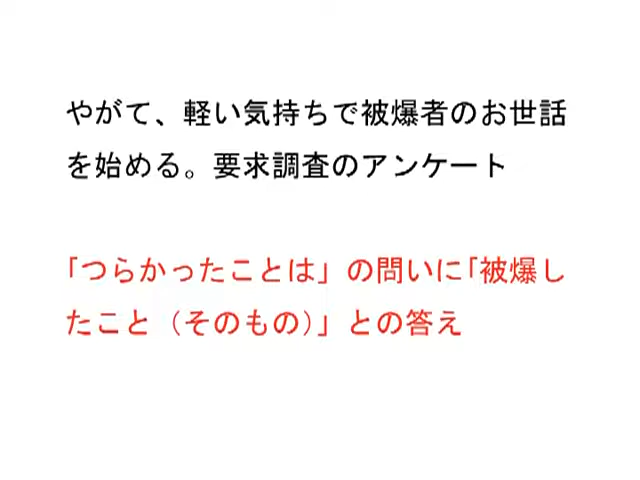 やがて、軽い気持ちで被爆者のお世話
を始める。要求調査のアンケート
「つらかったことは」の問いに「被爆し
たこと（そのもの）」との答え